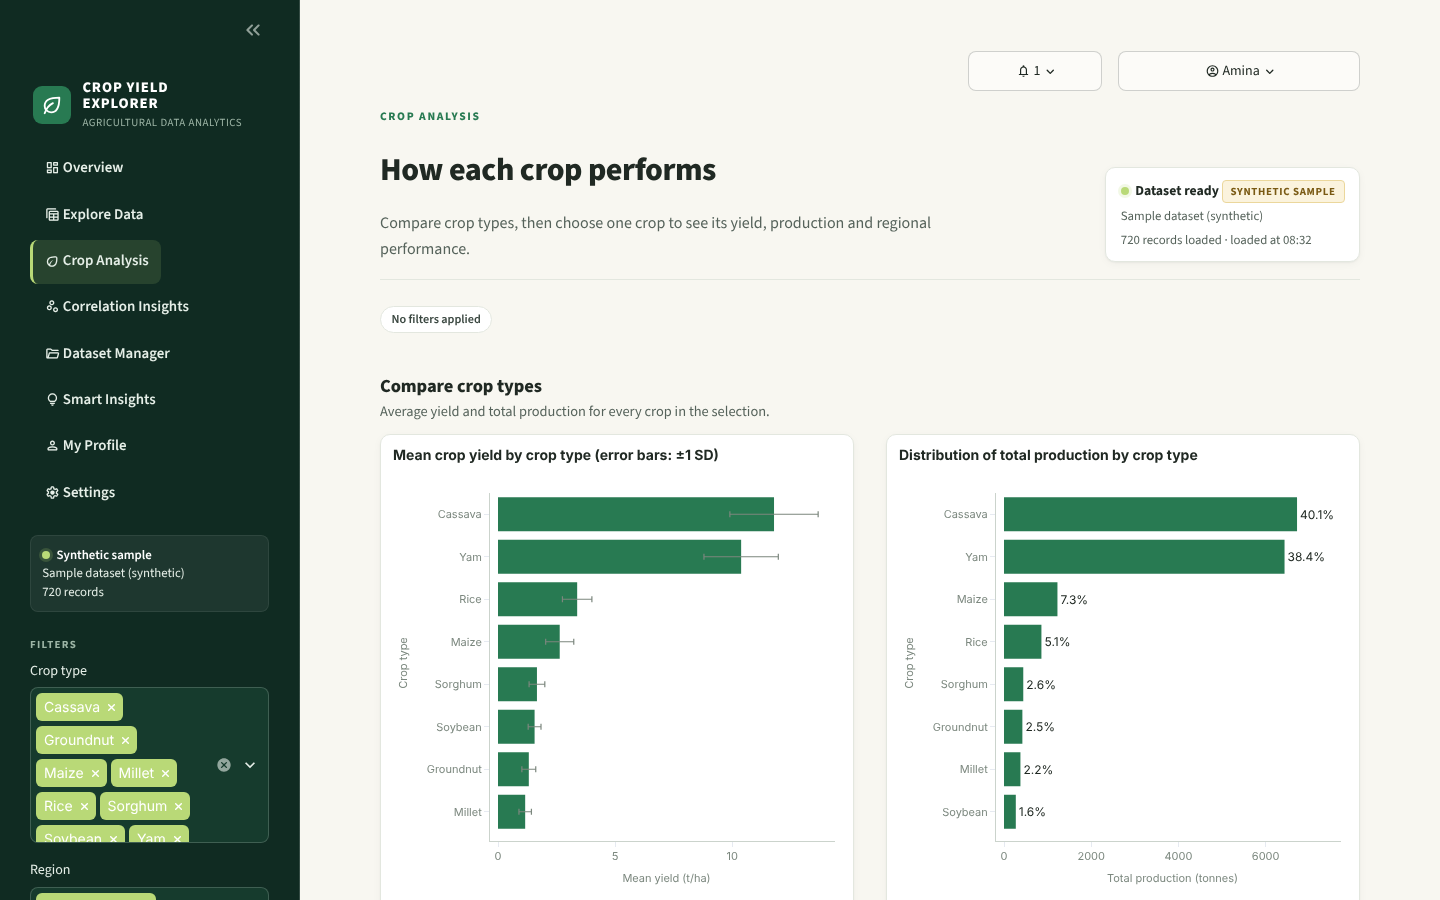 CROP YIELD
EXPLORER
AGRICULTURAL DATA ANALYTICS
Overview
Explore Data
Crop Analysis
Correlation Insights
Dataset Manager
Smart Insights
My Profile
Settings
Synthetic sample
Sample dataset (synthetic)
720 records
FILTERS
Crop type
Cassava ×
Groundnut ×
Maize × Millet ×
Rice × Sorghum ×
Soybean × Yam ×
Region
1
Amina
CROP ANALYSIS
How each crop performs
Compare crop types, then choose one crop to see its yield, production and regional
performance.
Dataset ready SYNTHETIC SAMPLE
Sample dataset (synthetic)
720 records loaded · loaded at 08:32
No filters applied
Compare crop types
Average yield and total production for every crop in the selection.
Mean crop yield by crop type (error bars: ±1 SD)
Crop type
Cassava
Yam
Rice
Maize
Sorghum
Soybean
Groundnut
Millet
0 5 10
Mean yield (t/ha)
Distribution of total production by crop type
Crop type
Cassava 40.1%
Yam 38.4%
Maize 7.3%
Rice 5.1%
Sorghum 2.6%
Groundnut 2.5%
Millet 2.2%
Soybean 1.6%
0 2000 4000 6000
Total production (tonnes)